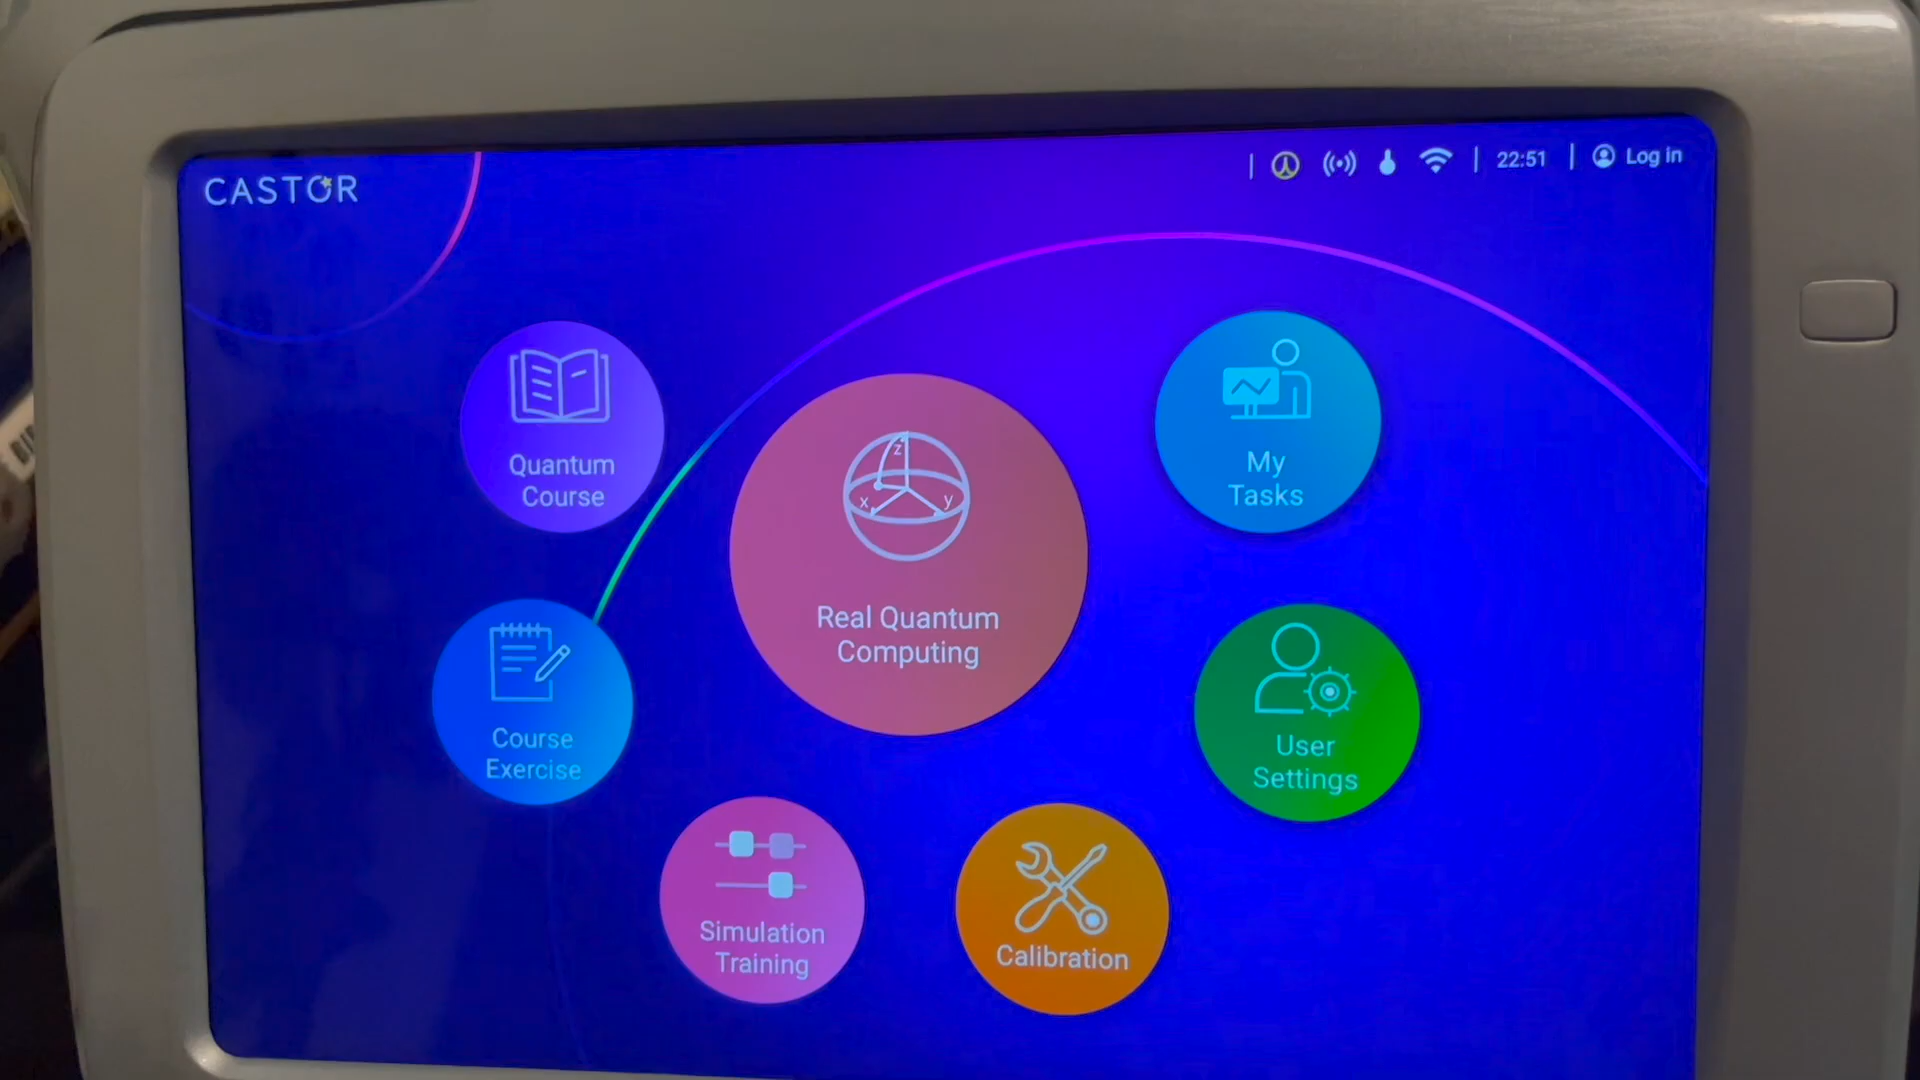 CASTOR
22:51
Log in
Quantum
Course
z
x
y
Real Quantum
Computing
My
Tasks
Course
Exercise
User
Settings
Simulation
Training
Calibration